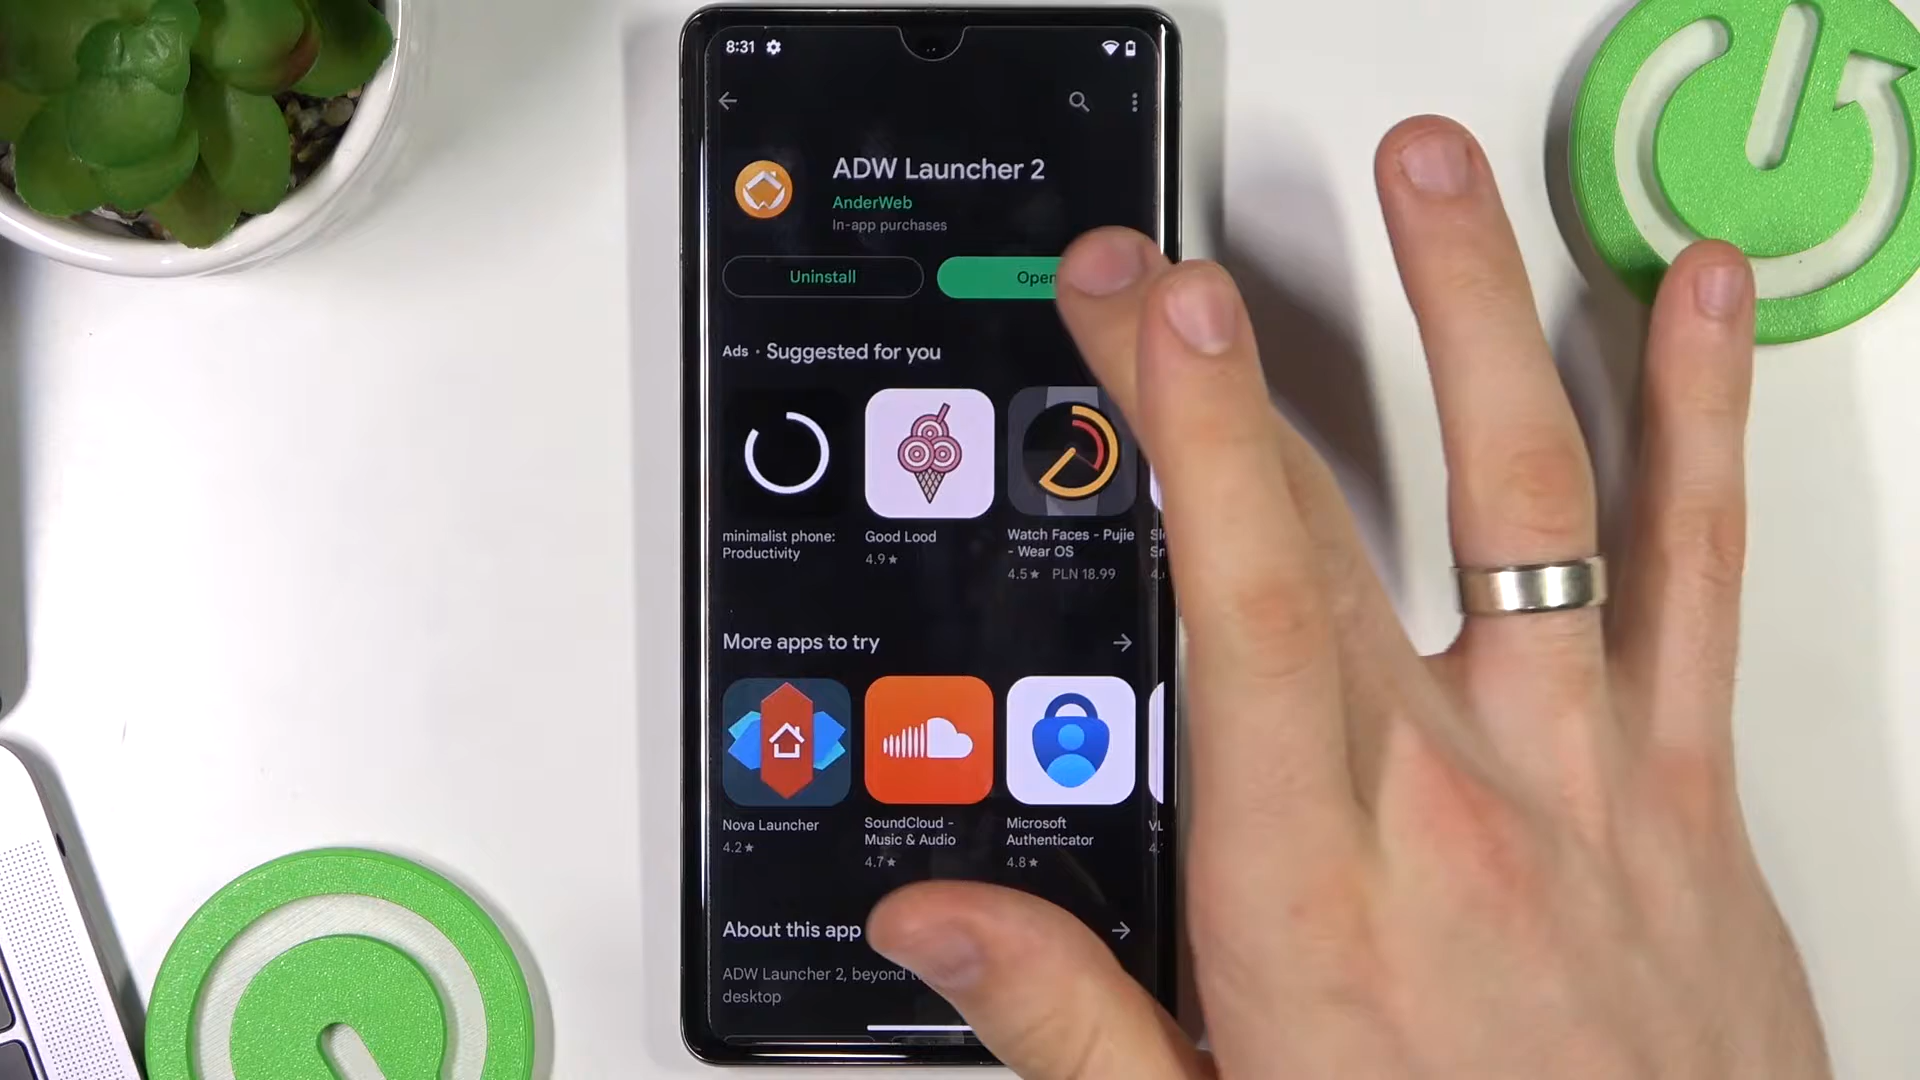 8:31
ADW Launcher 2
AnderWeb
In-app purchases
Uninstall
Open
Ads · Suggested for you
minimalist phone:
Productivity
Good Lood
4.9★
Watch Faces - Pujie
- Wear OS
4.5★ PLN 18.99
More apps to try
Nova Launcher
4.2★
SoundCloud -
Music & Audio
4.7★
Microsoft
Authenticator
4.8★
VL
About this app
ADW Launcher 2, beyond
desktop